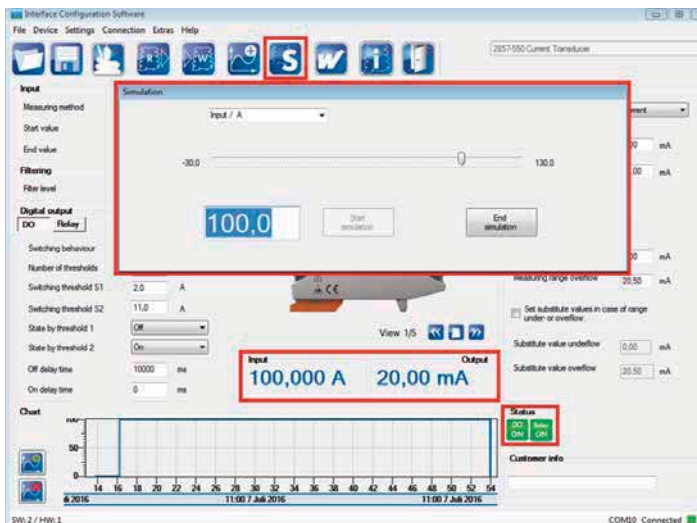 Interface Configuration Software
File Device Settings Connection Extras Help
R W S W i
2857-550 Current Transducer
Input
Measuring method
Start value
End value
Filtering
Filter level
Digital output
DO Relay
Switching behaviour
Number of thresholds
Switching threshold S1 2,0 A
Switching threshold S2 11,0 A
State by threshold 1 Off
State by threshold 2 On
Off delay time 10000 ms
On delay time 0 ms
Simulation
Input / A
-30,0 130,0
100,0
Start simulation
End simulation
mA
mA
mA
Measuring range overflow 20,50 mA
Set substitute values in case of range under- or overflow.
Substitute value underflow 0,00 mA
Substitute value overflow 20,50 mA
CE
View 1/5
Input Output
100,000 A 20,00 mA
Chart
100
50
0
14 16 18 20 22 24 26 28 30 32 34 36 38 40 42 44 46 48 50 52 54
2016 11:00 7 Juli 2016 11:00 7 Juli 2016
Status
DO ON
Relay ON
Customer info
SW: 2 / HW: 1
COM10 Connected